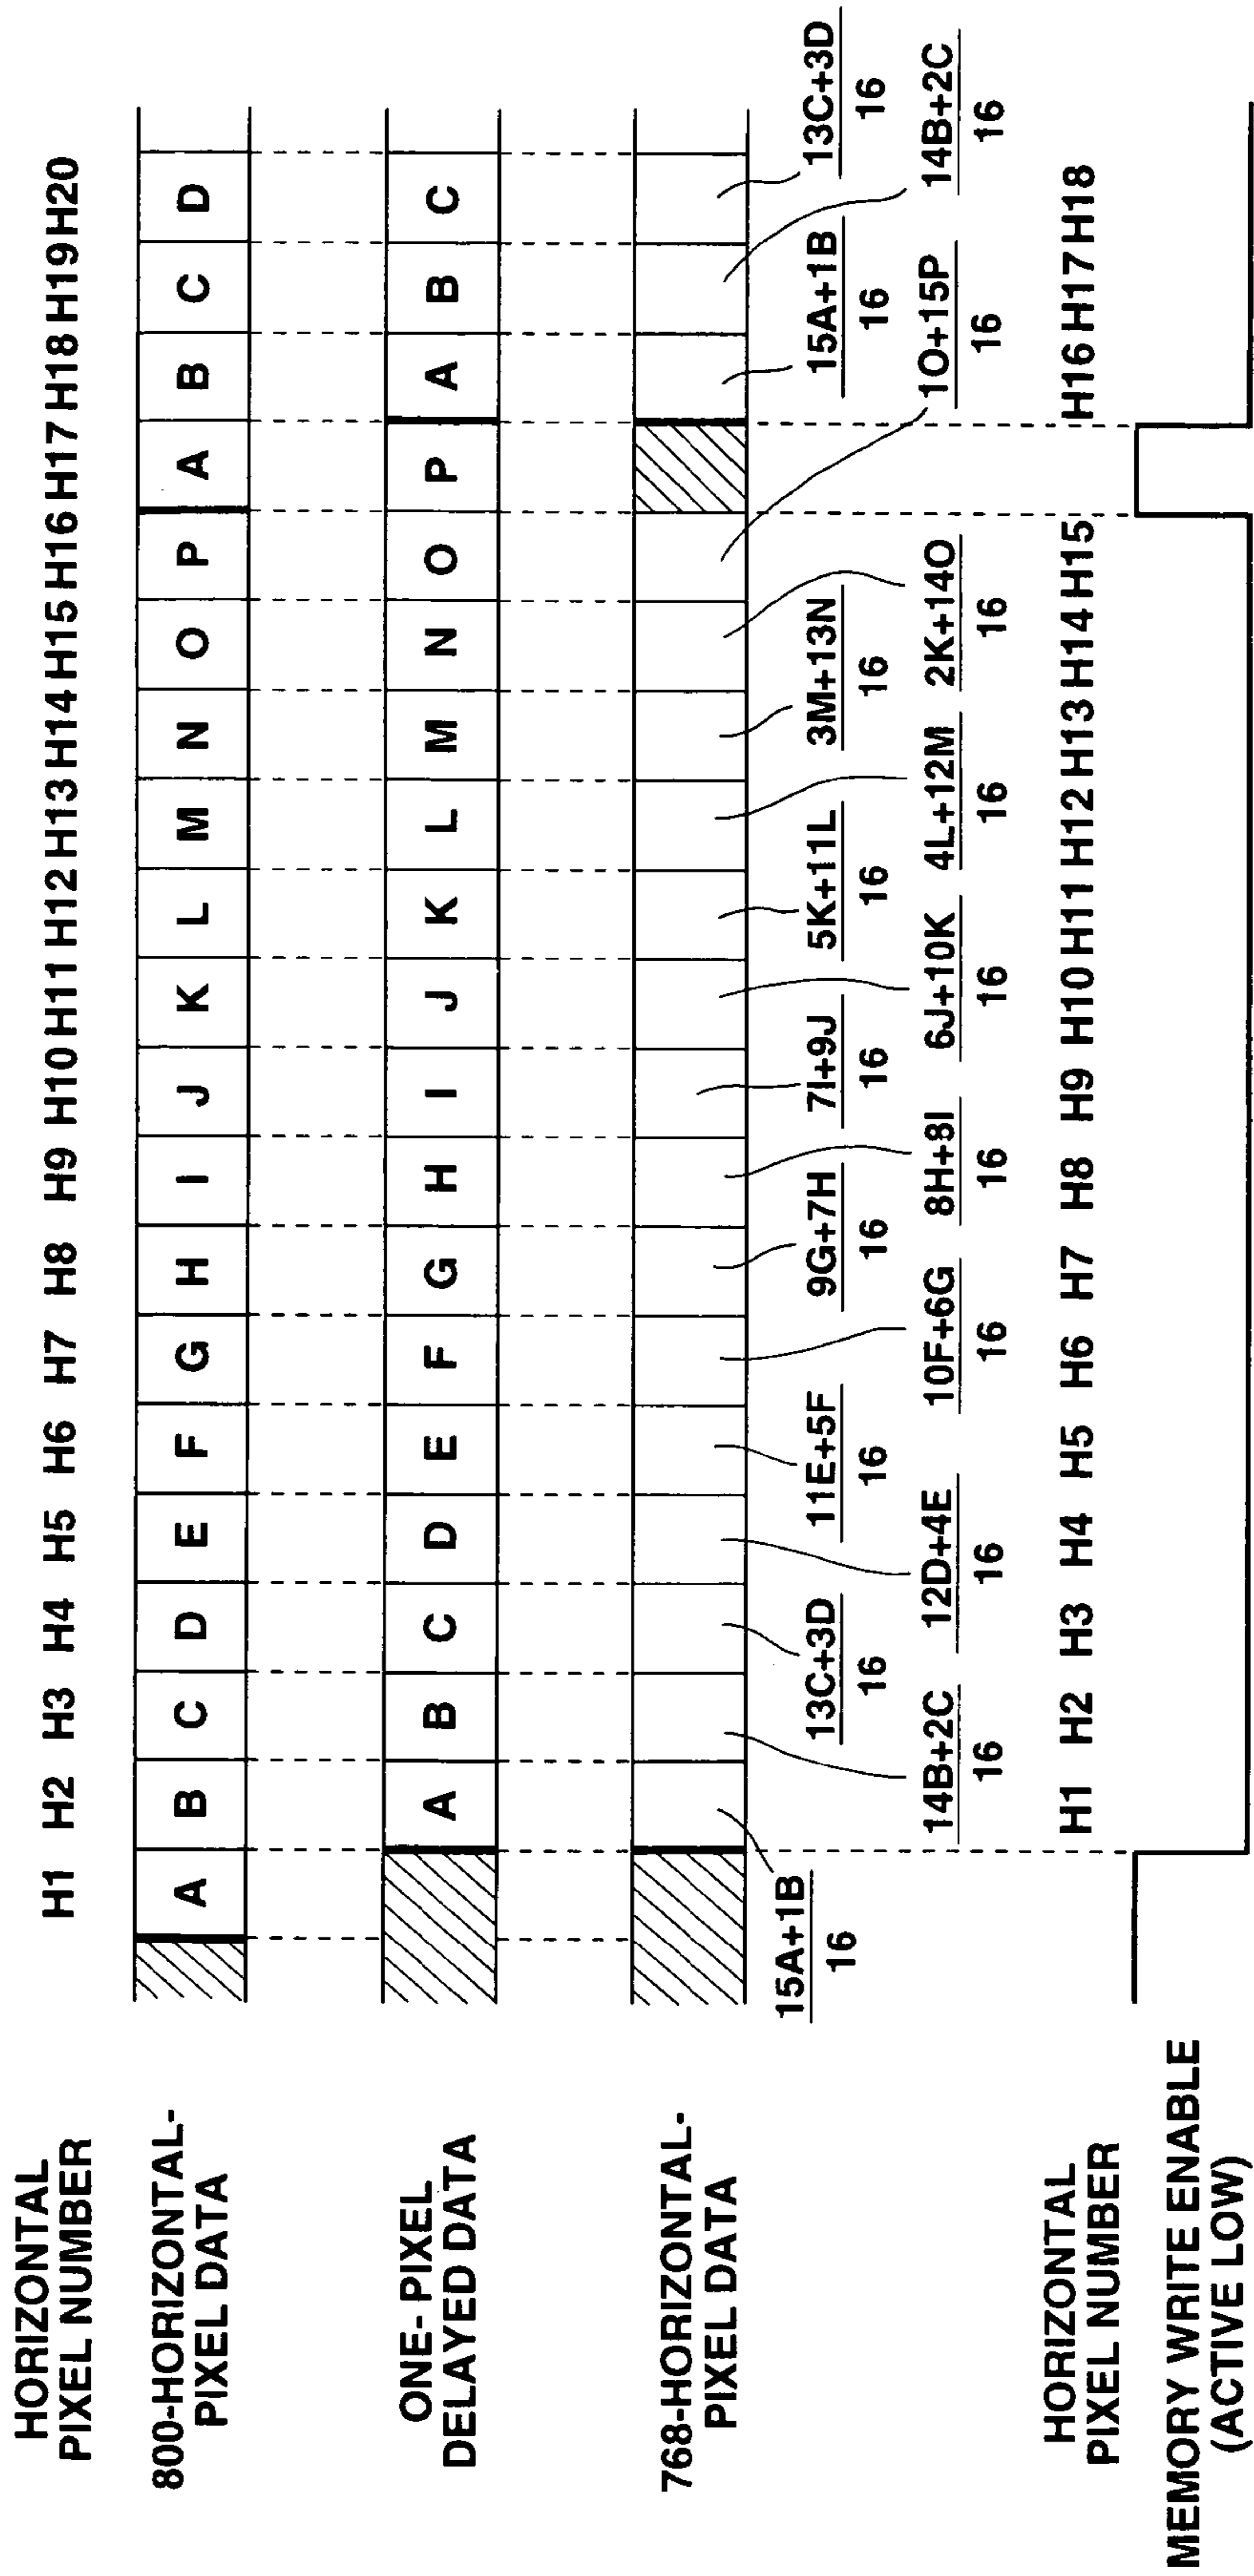 HORIZONTAL
PIXEL NUMBER
H1 H2 H3 H4 H5 H6 H7 H8 H9 H10 H11 H12 H13 H14 H15 H16 H17 H18 H19 H20
800-HORIZONTAL-
PIXEL DATA
A B C D E F G H I J K L M N O P A B C D
ONE-PIXEL
DELAYED DATA
A B C D E F G H I J K L M N O P A B C
768-HORIZONTAL-
PIXEL DATA
15A+1B
16
13C+3D
16
11E+5F
16
9G+7H
16
7I+9J
16
5K+11L
16
3M+13N
16
15A+1B
16
13C+3D
16
14B+2C
16
12D+4E
16
10F+6G
16
8H+8I
16
6J+10K
16
4L+12M
16
2K+14O
16
1O+15P
16
14B+2C
16
HORIZONTAL
PIXEL NUMBER
H1 H2 H3 H4 H5 H6 H7 H8 H9 H10 H11 H12 H13 H14 H15 H16 H17 H18
MEMORY WRITE ENABLE
(ACTIVE LOW)